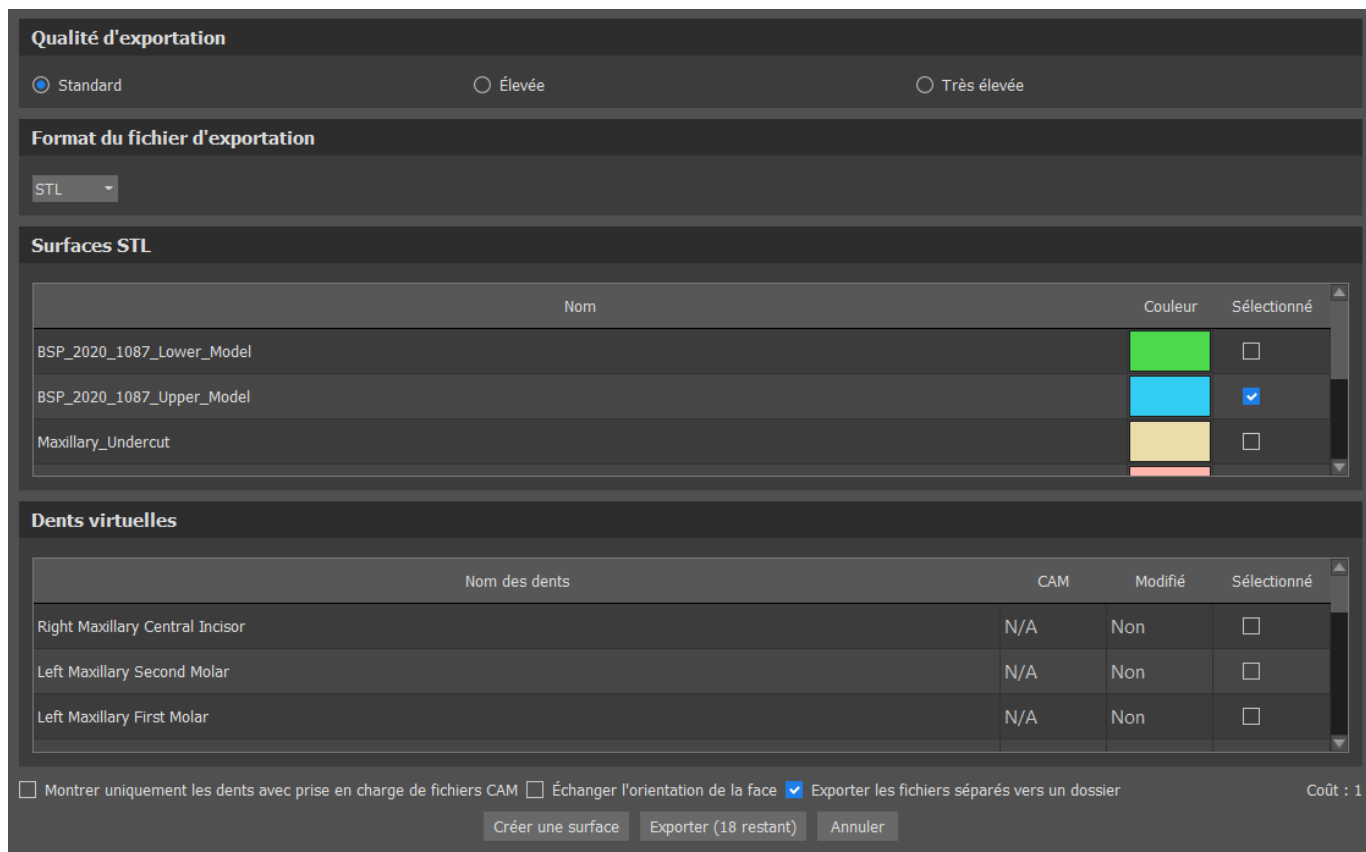 Qualité d'exportation
Standard Élevée Très élevée
Format du fichier d'exportation
STL
Surfaces STL
Nom Couleur Sélectionné
BSP_2020_1087_Lower_Model
BSP_2020_1087_Upper_Model
Maxillary_Undercut
Dents virtuelles
Nom des dents CAM Modifié Sélectionné
Right Maxillary Central Incisor N/A Non
Left Maxillary Second Molar N/A Non
Left Maxillary First Molar N/A Non
Montrer uniquement les dents avec prise en charge de fichiers CAM Échanger l'orientation de la face Exporter les fichiers séparés vers un dossier Coût : 1
Créer une surface Exporter (18 restant) Annuler